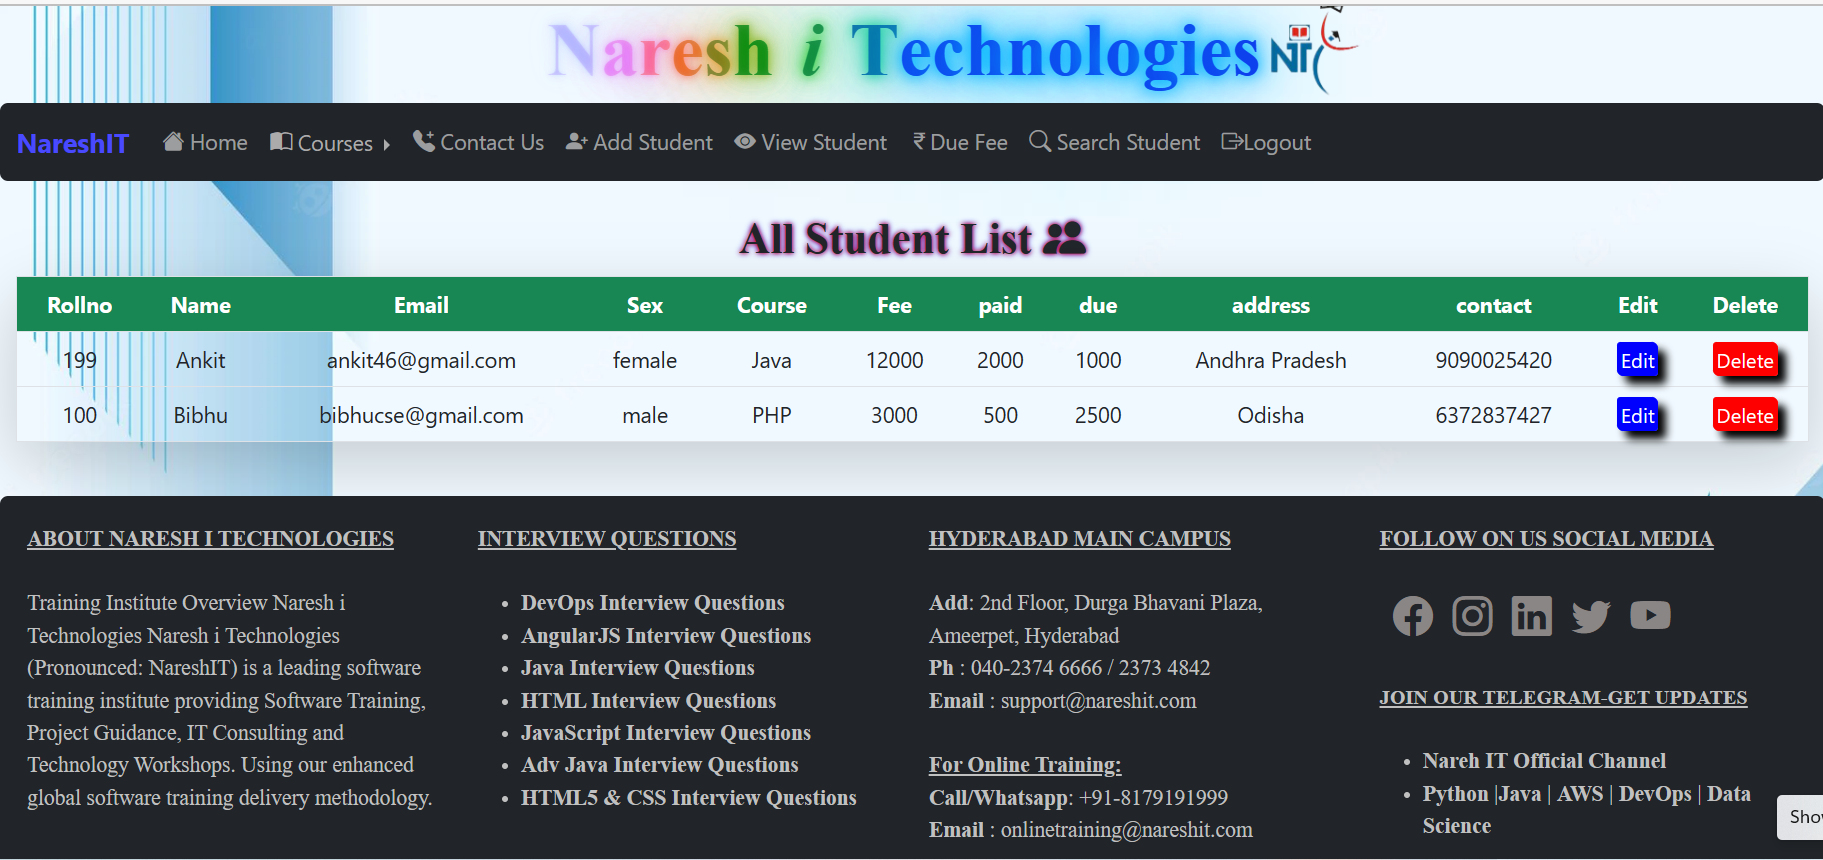 Naresh i Technologies NT
NareshIT Home Courses Contact Us Add Student View Student ₹ Due Fee Search Student Logout
All Student List
Rollno Name Email Sex Course Fee paid due address contact Edit Delete
199 Ankit ankit46@gmail.com female Java 12000 2000 1000 Andhra Pradesh 9090025420 Edit Delete
100 Bibhu bibhucse@gmail.com male PHP 3000 500 2500 Odisha 6372837427 Edit Delete
ABOUT NARESH I TECHNOLOGIES
Training Institute Overview Naresh i
Technologies Naresh i Technologies
(Pronounced: NareshIT) is a leading software
training institute providing Software Training,
Project Guidance, IT Consulting and
Technology Workshops. Using our enhanced
global software training delivery methodology.
INTERVIEW QUESTIONS
• DevOps Interview Questions
• AngularJS Interview Questions
• Java Interview Questions
• HTML Interview Questions
• JavaScript Interview Questions
• Adv Java Interview Questions
• HTML5 & CSS Interview Questions
HYDERABAD MAIN CAMPUS
Add: 2nd Floor, Durga Bhavani Plaza,
Ameerpet, Hyderabad
Ph : 040-2374 6666 / 2373 4842
Email : support@nareshit.com
For Online Training:
Call/Whatsapp: +91-8179191999
Email : onlinetraining@nareshit.com
FOLLOW ON US SOCIAL MEDIA
JOIN OUR TELEGRAM-GET UPDATES
• Nareh IT Official Channel
• Python |Java | AWS | DevOps | Data
Science